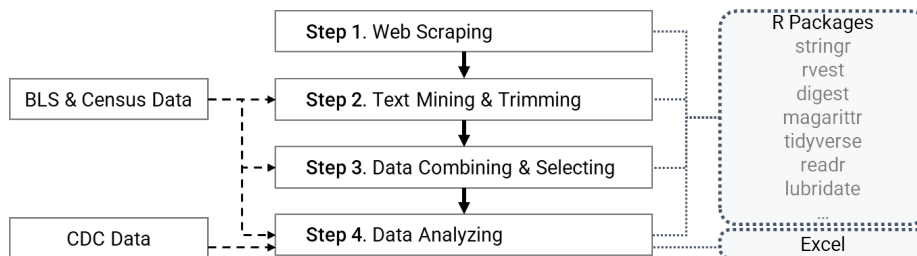 Step 1. Web Scraping
BLS & Census Data
Step 2. Text Mining & Trimming
Step 3. Data Combining & Selecting
CDC Data
Step 4. Data Analyzing
R Packages
stringr
rvest
digest
magarittr
tidyverse
readr
lubridate
...
Excel